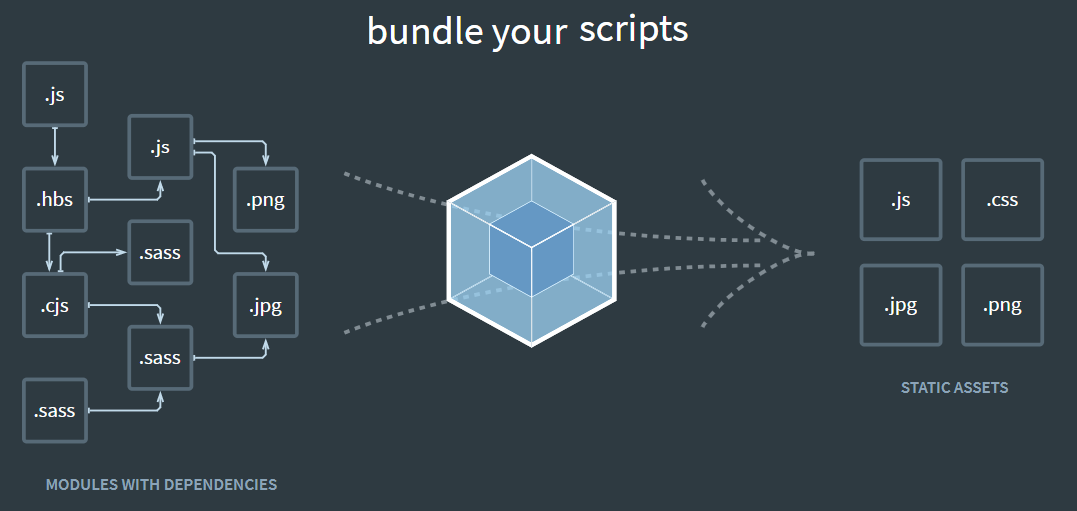 bundle your scripts
.js
.js
.hbs
.png
.sass
.cjs
.jpg
.sass
.sass
MODULES WITH DEPENDENCIES
.js
.css
.jpg
.png
STATIC ASSETS